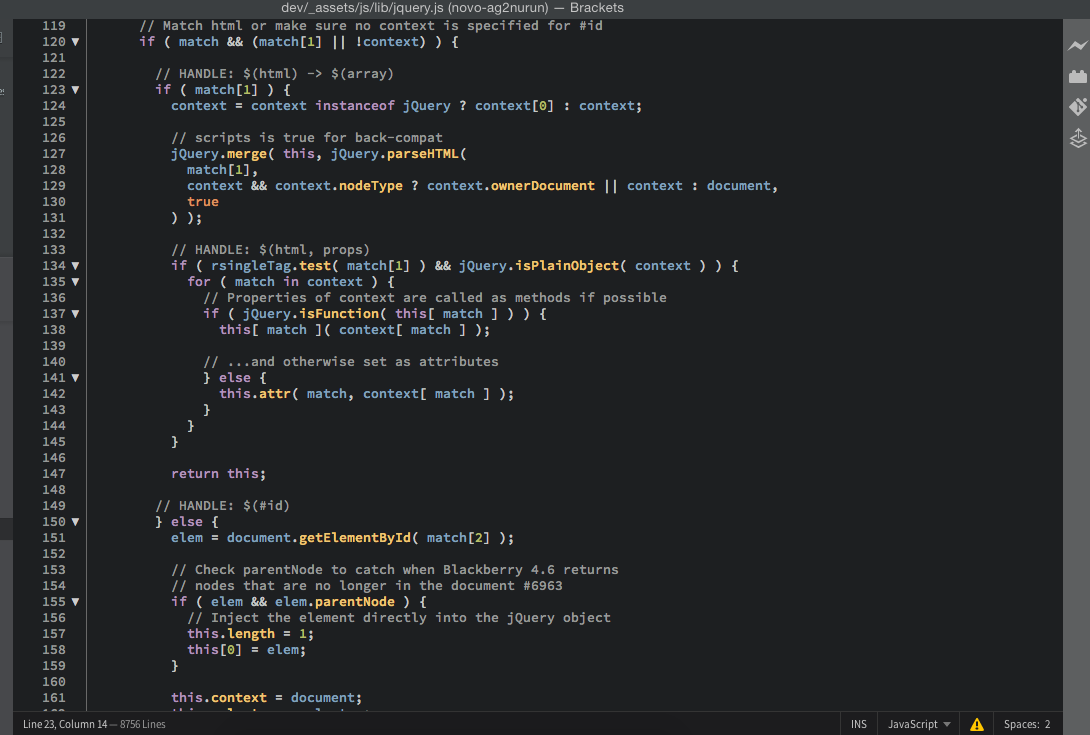 dev/_assets/js/lib/jquery.js (novo-ag2nurun) — Brackets
119 // Match html or make sure no context is specified for #id
120 ▼ if ( match && (match[1] || !context) ) {
121
122 // HANDLE: $(html) -> $(array)
123 ▼ if ( match[1] ) {
124 context = context instanceof jQuery ? context[0] : context;
125
126 // scripts is true for back-compat
127 jQuery.merge( this, jQuery.parseHTML(
128 match[1],
129 context && context.nodeType ? context.ownerDocument || context : document,
130 true
131 ) );
132
133 // HANDLE: $(html, props)
134 ▼ if ( rsingleTag.test( match[1] ) && jQuery.isPlainObject( context ) ) {
135 ▼ for ( match in context ) {
136 // Properties of context are called as methods if possible
137 ▼ if ( jQuery.isFunction( this[ match ] ) ) {
138 this[ match ]( context[ match ] );
139
140 // ...and otherwise set as attributes
141 ▼ } else {
142 this.attr( match, context[ match ] );
143 }
144 }
145 }
146
147 return this;
148
149 // HANDLE: $(#id)
150 ▼ } else {
151 elem = document.getElementById( match[2] );
152
153 // Check parentNode to catch when Blackberry 4.6 returns
154 // nodes that are no longer in the document #6963
155 ▼ if ( elem && elem.parentNode ) {
156 // Inject the element directly into the jQuery object
157 this.length = 1;
158 this[0] = elem;
159 }
160
161 this.context = document;
Line 23, Column 14 — 8756 Lines
INS
JavaScript
Spaces: 2